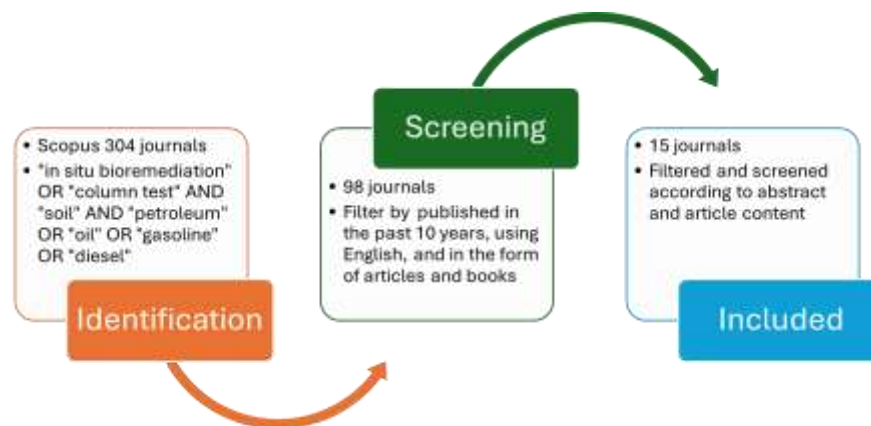 • Scopus 304 journals
• "in situ bioremediation"
OR "column test" AND
"soil" AND "petroleum"
OR "oil" OR "gasoline"
OR "diesel"
Identification
Screening
• 98 journals
• Filter by published in
the past 10 years, using
English, and in the form
of articles and books
• 15 journals
• Filtered and screened
according to abstract
and article content
Included